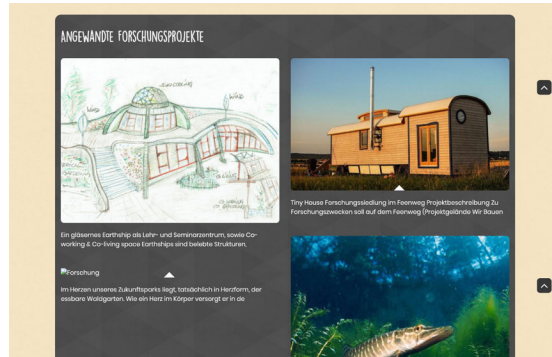 ANGEWANDTE FORSCHUNGSPROJEKTE
Ein gläsernes Earthship als Lehr- und Seminarzentrum, sowie Co-
working & Co-living space Earthships sind belebte Strukturen,
Forschung
Im Herzen unseres Zukunftsparks liegt, tatsächlich in Herzform, der
essbare Waldgarten. Wie ein Herz im Körper versorgt er in de
Tiny House Forschungssiedlung im Feenweg Projektbeschreibung Zu
Forschungszwecken soll auf dem Feenweg (Projektgelände Wir Bauen